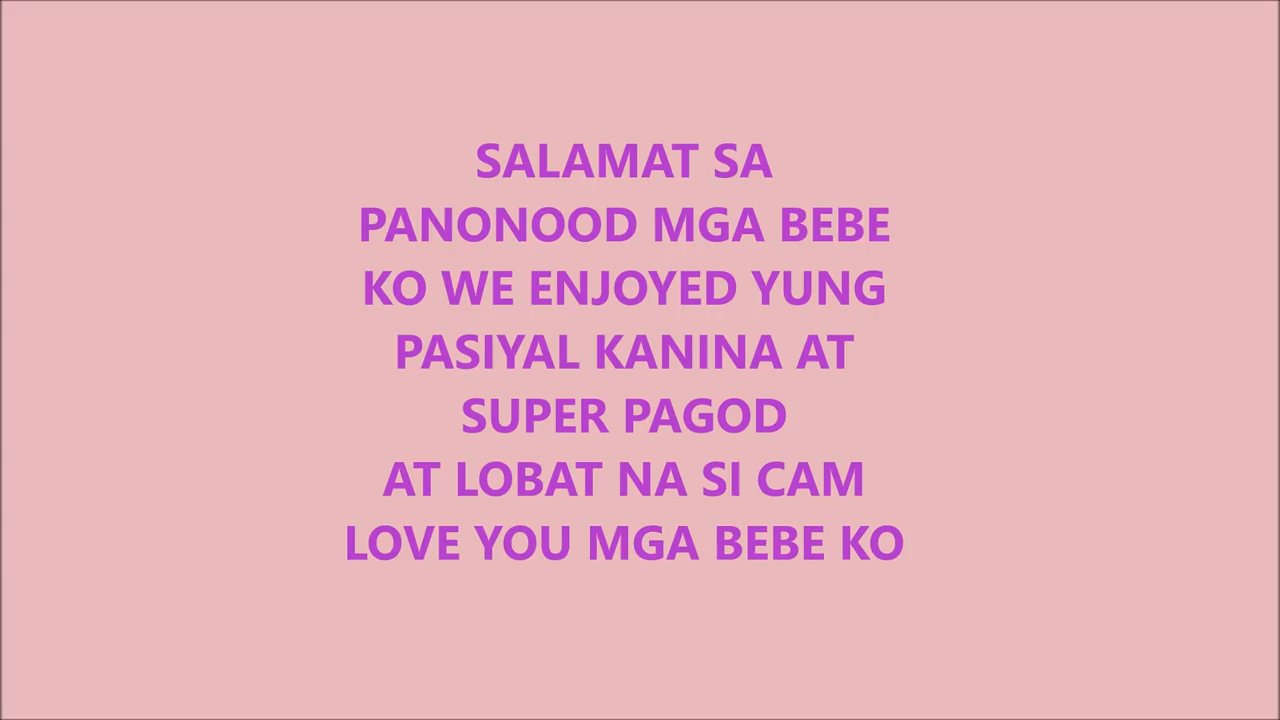 SALAMAT SA
PANONOOD MGA BEBE
KO WE ENJOYED YUNG
PASIYAL KANINA AT
SUPER PAGOD
AT LOBAT NA SI CAM
LOVE YOU MGA BEBE KO